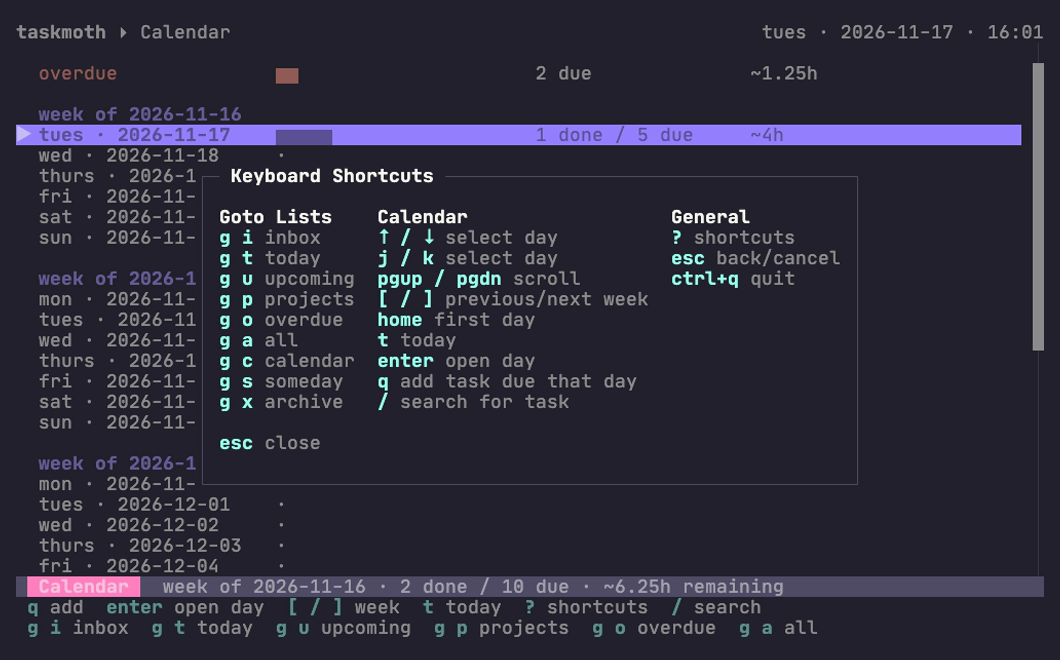 taskmoth ▸ Calendar tues · 2026-11-17 · 16:01
overdue 2 due ~1.25h
week of 2026-11-16
▶ tues · 2026-11-17 1 done / 5 due ~4h
wed · 2026-11-18 ·
thurs · 2026-1 Keyboard Shortcuts
fri · 2026-11-
sat · 2026-11- Goto Lists Calendar General
sun · 2026-11- g i inbox ↑ / ↓ select day ? shortcuts
g t today j / k select day esc back/cancel
week of 2026-1 g u upcoming pgup / pgdn scroll ctrl+q quit
mon · 2026-11- g p projects [ / ] previous/next week
tues · 2026-11 g o overdue home first day
wed · 2026-11- g a all t today
thurs · 2026-1 g c calendar enter open day
fri · 2026-11- g s someday q add task due that day
sat · 2026-11- g x archive / search for task
sun · 2026-11-
esc close
week of 2026-1
mon · 2026-11-
tues · 2026-12-01 ·
wed · 2026-12-02 ·
thurs · 2026-12-03 ·
fri · 2026-12-04 ·
Calendar week of 2026-11-16 · 2 done / 10 due · ~6.25h remaining
q add enter open day [ / ] week t today ? shortcuts / search
g i inbox g t today g u upcoming g p projects g o overdue g a all